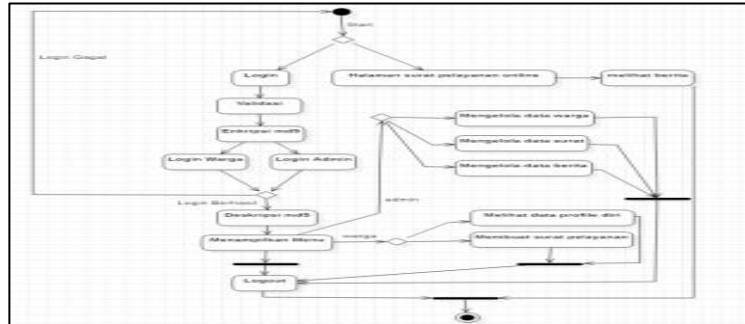 Start
Login Gagal
Login
Halaman surat pelayanan online
melihat berita
Validasi
Enkripsi md5
Mengelola data warga
Mengelola data surat
Mengelola data berita
Login Warga
Login Admin
Login Berhasil
admin
Deskripsi md5
Menampilkan Menu
warga
Melihat data profile diri
Membuat surat pelayanan
Logout